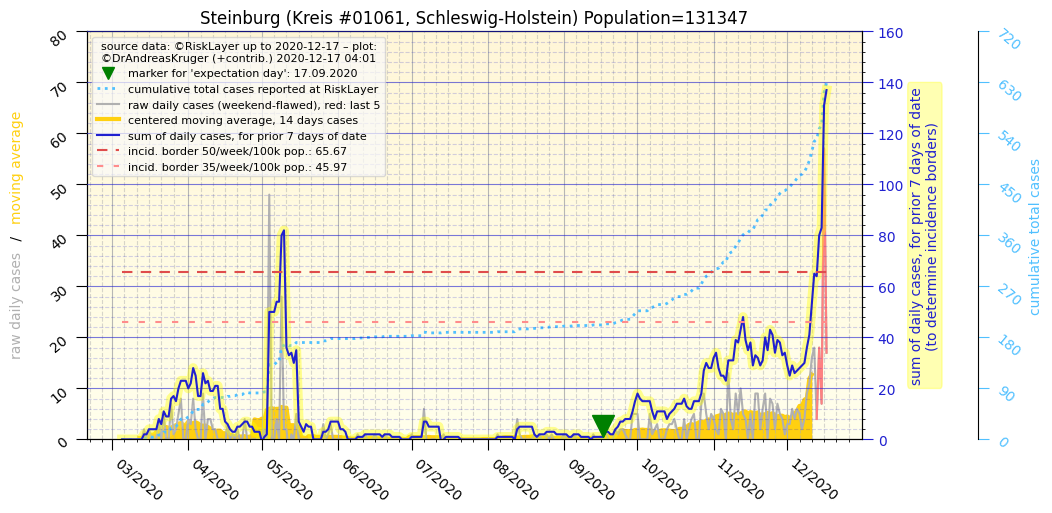 Steinburg (Kreis #01061, Schleswig-Holstein) Population=131347
source data: ©RiskLayer up to 2020-12-17 – plot:
©DrAndreasKruger (+contrib.) 2020-12-17 04:01
marker for 'expectation day': 17.09.2020
cumulative total cases reported at RiskLayer
raw daily cases (weekend-flawed), red: last 5
centered moving average, 14 days
sum of daily cases, for prior 7 days of date
incid. border 50/week/100k pop.: 65.67
incid. border 35/week/100k pop.: 45.97
raw daily cases / moving average
80
70
60
50
40
30
20
10
0
03/2020
04/2020
05/2020
06/2020
07/2020
08/2020
09/2020
10/2020
11/2020
12/2020
160
140
120
100
80
60
40
20
0
sum of daily cases, for prior 7 days of date
(to determine incidence borders)
720
630
540
450
360
270
180
90
0
cumulative total cases